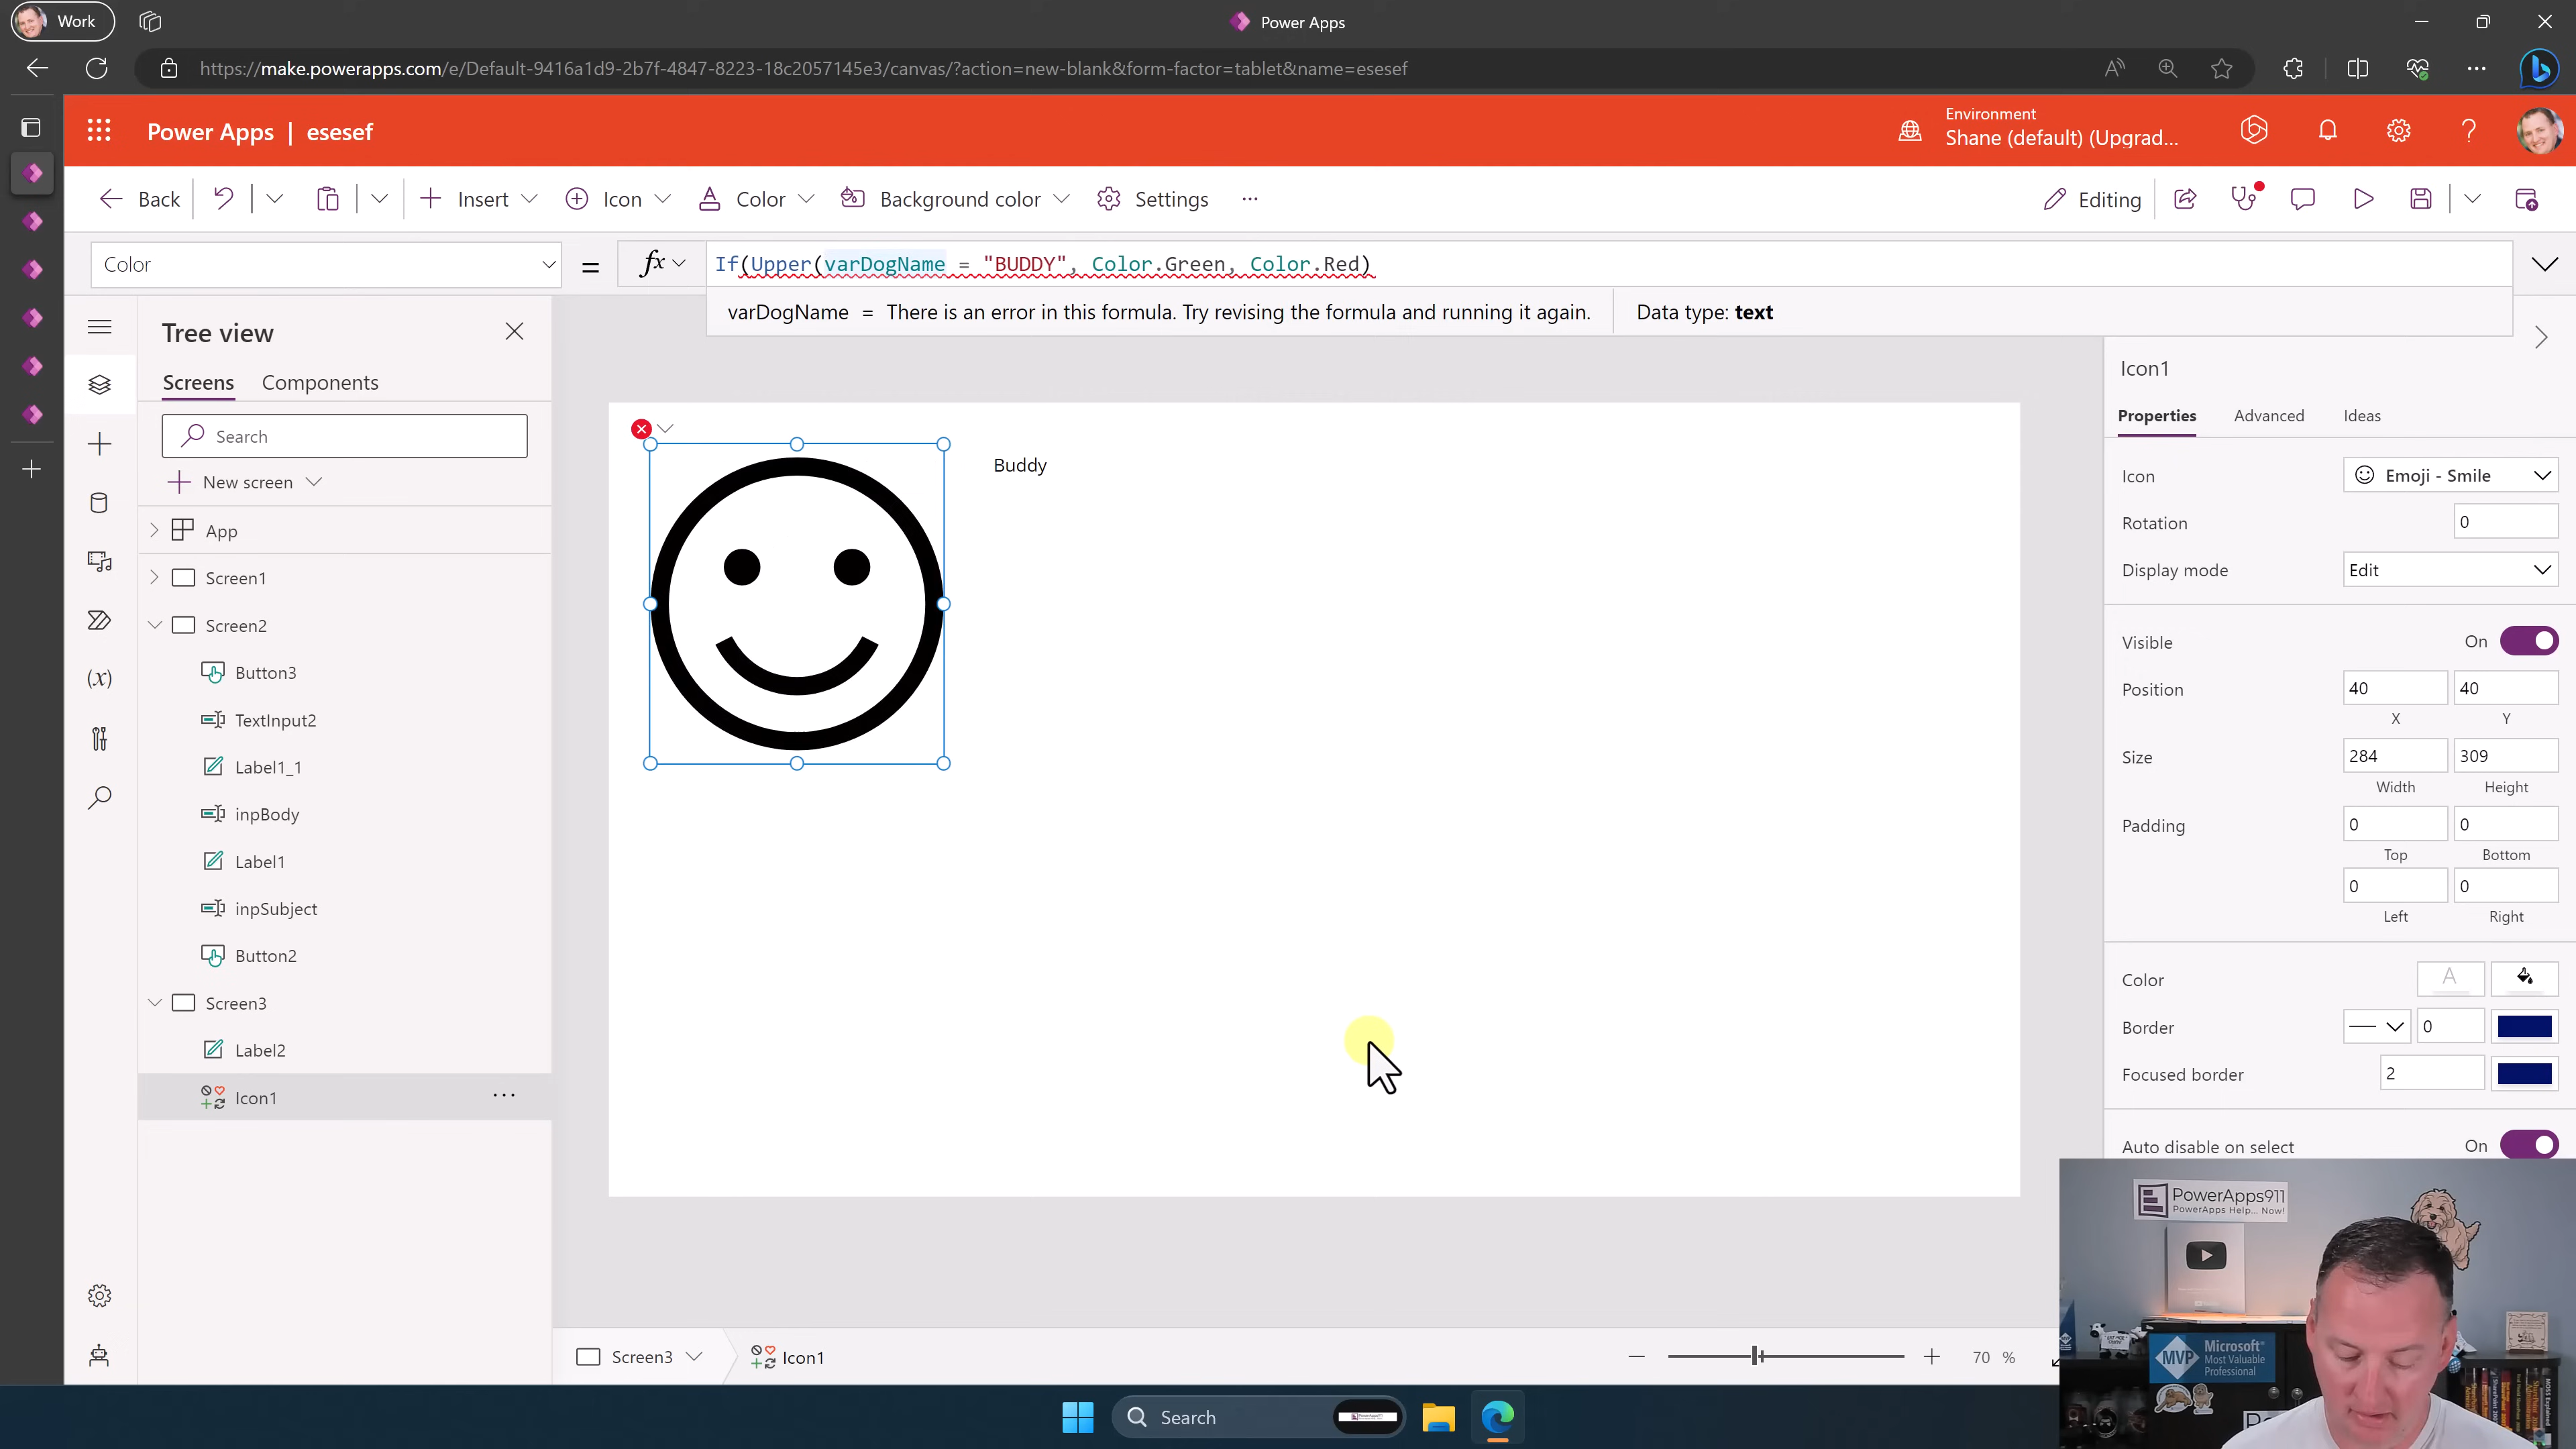 Work
Power Apps
https://make.powerapps.com/e/Default-9416a1d9-2b7f-4847-8223-18c2057145e3/canvas/?action=new-blank&form-factor=tablet&name=esesef
Power Apps | esesef
Environment
Shane (default) (Upgrad...
Back
Insert
Icon
Color
Background color
Settings
Editing
Color
=
fx
If(Upper(varDogName = "BUDDY", Color.Green, Color.Red)
varDogName = There is an error in this formula. Try revising the formula and running it again.
Data type: text
Tree view
Screens
Components
Search
New screen
App
Screen1
Screen2
Button3
TextInput2
Label1_1
inpBody
Label1
inpSubject
Button2
Screen3
Label2
Icon1
Buddy
Icon1
Properties
Advanced
Ideas
Icon
Emoji - Smile
Rotation
0
Display mode
Edit
Visible
On
Position
40
40
X
Y
Size
284
309
Width
Height
Padding
0
0
Top
Bottom
0
0
Left
Right
Color
A
Border
0
Focused border
2
Auto disable on select
On
Screen3
Icon1
70 %
PowerApps911
PowerApps Help... Now!
MVP
Microsoft
Most Valuable
Professional
Search